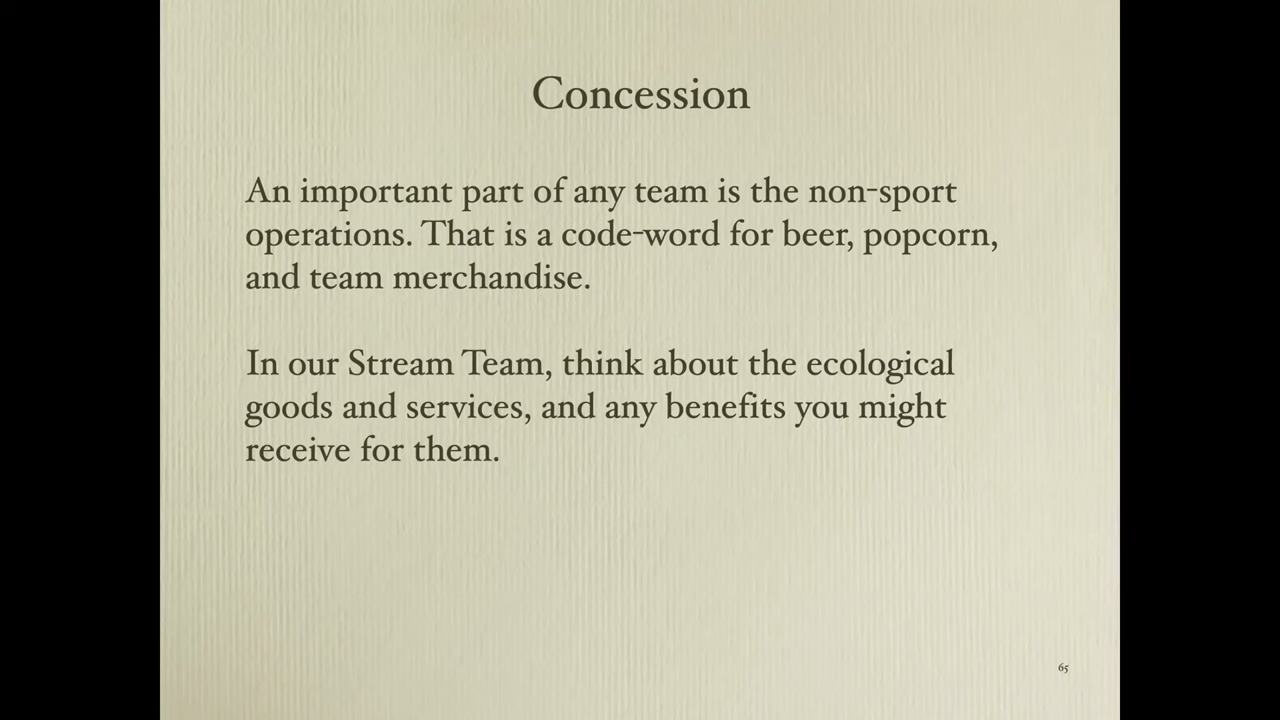 Concession
An important part of any team is the non-sport
operations. That is a code-word for beer, popcorn,
and team merchandise.
In our Stream Team, think about the ecological
goods and services, and any benefits you might
receive for them.
65